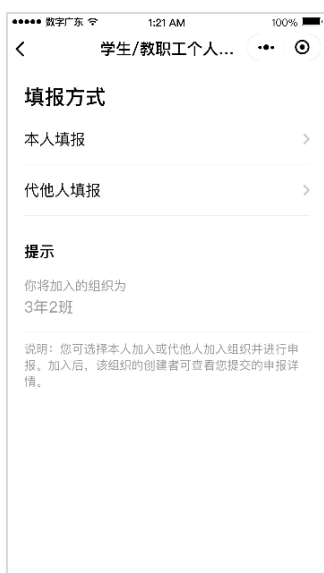 数字广东 1:21 AM 100%
学生/教职工个人...
填报方式
本人填报
代他人填报
提示
你将加入的组织为
3年2班
说明：您可选择本人加入或代他人加入组织并进行申
报。加入后，该组织的创建者可查看您提交的申报详
情。